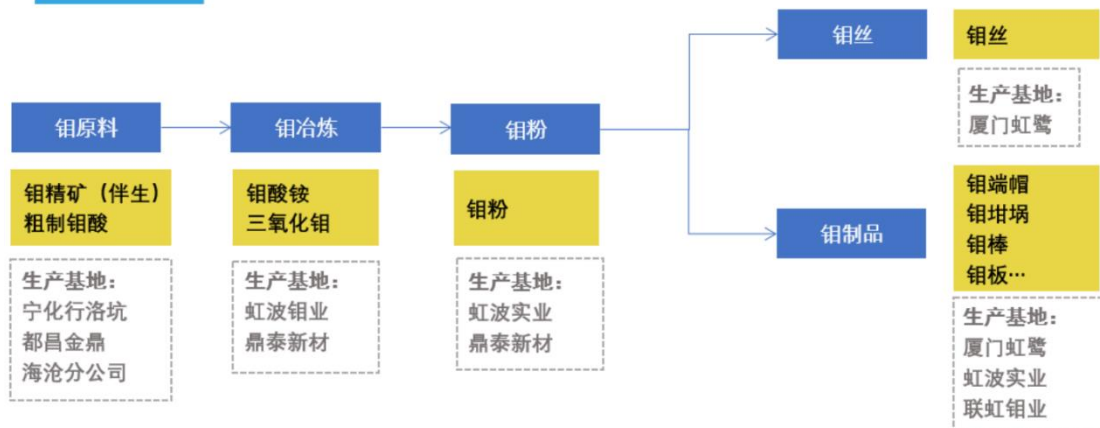 钼原料
钼精矿（伴生）
粗制钼酸
生产基地：
宁化行洛坑
都昌金鼎
海沧分公司
钼冶炼
钼酸铵
三氧化钼
生产基地：
虹波钼业
鼎泰新材
钼粉
钼粉
生产基地：
虹波实业
鼎泰新材
钼丝
钼丝
生产基地：
厦门虹鹭
钼制品
钼端帽
钼坩埚
钼棒
钼板…
生产基地：
厦门虹鹭
虹波实业
联虹钼业